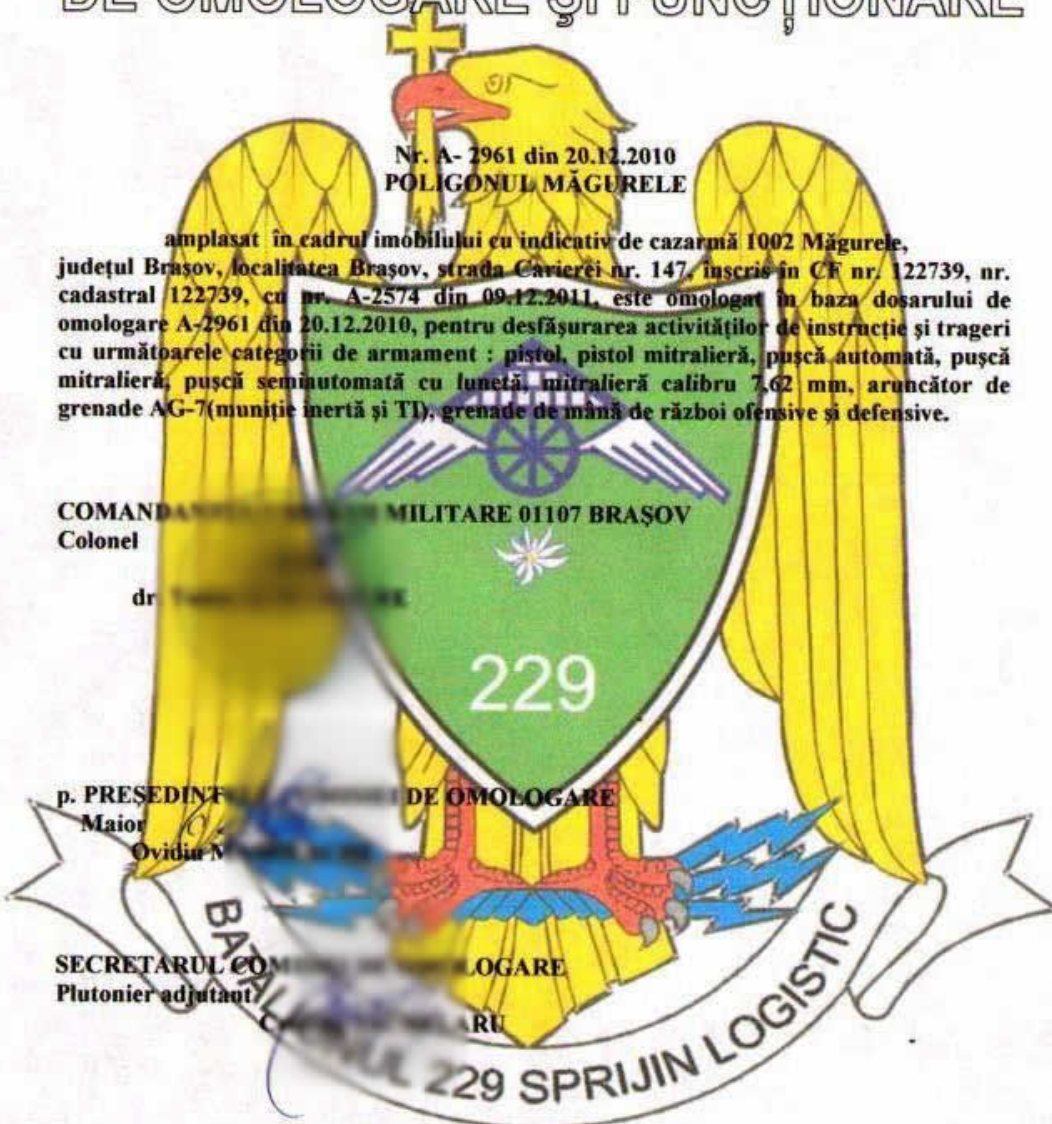 DE OMOLOGARE ŞI FUNCŢIONARE
Nr. A- 2961 din 20.12.2010
POLIGONUL MĂGURELE
amplasat în cadrul imobilului cu indicativ de cazarmă 1002 Măgurele,
judeţul Braşov, localitatea Braşov, strada Carierei nr. 147, înscris în CF nr. 122739, nr.
cadastral 122739, cu nr. A-2574 din 09.12.2011, este omologat în baza dosarului de
omologare A-2961 din 20.12.2010, pentru desfăşurarea activităţilor de instrucţie şi trageri
cu următoarele categorii de armament : pistol, pistol mitralieră, puşcă automată, puşcă
mitralieră, puşcă semiautomată cu lunetă, mitralieră calibru 7,62 mm, aruncător de
grenade AG-7(muniţie inertă şi TI), grenade de mână de război ofensive şi defensive.
MILITARE 01107 BRAŞOV
Colonel
dr
229
p. DE OMOLOGARE
Maior
Ovidiu
SECRETARUL
Plutonier adjutant
BATALIONUL 229 SPRIJIN LOGISTIC